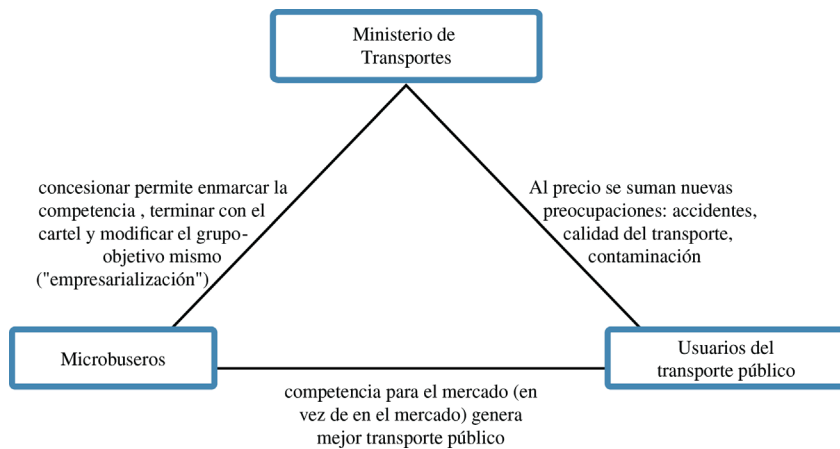 Ministerio de
Transportes
concesionar permite enmarcar la
competencia , terminar con el
cartel y modificar el grupo-
objetivo mismo
("empresarialización")
Al precio se suman nuevas
preocupaciones: accidentes,
calidad del transporte,
contaminación
Microbuseros
Usuarios del
transporte público
competencia para el mercado (en
vez de en el mercado) genera
mejor transporte público